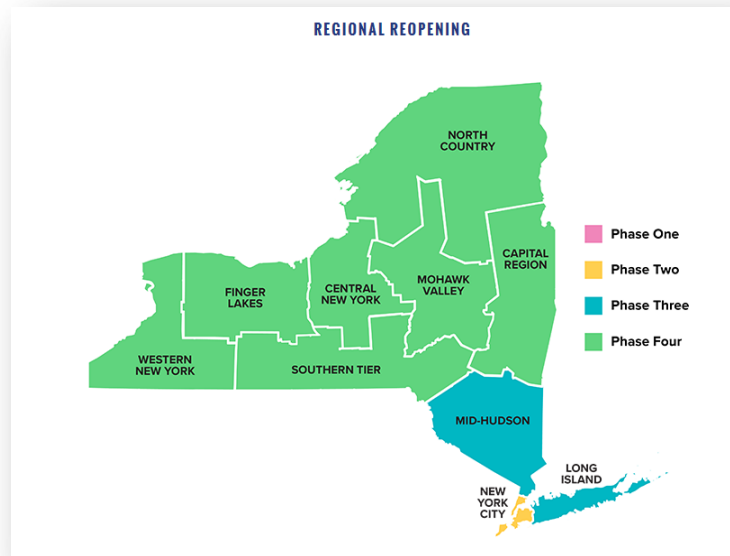 REGIONAL REOPENING
NORTH
COUNTRY
CAPITAL
REGION
MOHAWK
VALLEY
CENTRAL
NEW YORK
FINGER
LAKES
WESTERN
NEW YORK
SOUTHERN TIER
MID-HUDSON
LONG
ISLAND
NEW
YORK
CITY
Phase One
Phase Two
Phase Three
Phase Four